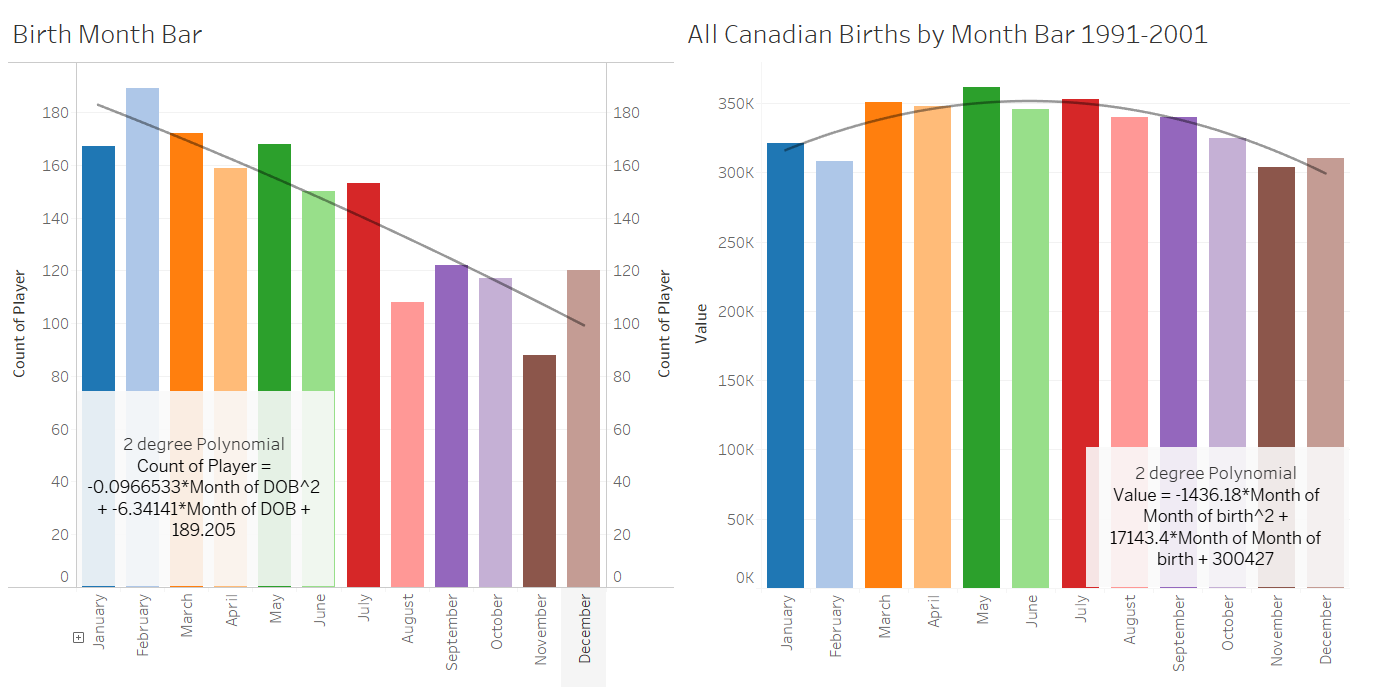 Birth Month Bar
180
160
140
120
100
80
60
40
20
0
Count of Player
2 degree Polynomial
Count of Player =
-0.0966533*Month of DOB^2
+ -6.34141*Month of DOB +
189.205
180
160
140
120
100
80
60
40
20
0
Count of Player
January
February
March
April
May
June
July
August
September
October
November
December
All Canadian Births by Month Bar 1991-2001
350K
300K
250K
200K
150K
100K
50K
0K
Value
2 degree Polynomial
Value = -1436.18*Month of
Month of birth^2 +
17143.4*Month of Month of
birth + 300427
January
February
March
April
May
June
July
August
September
October
November
December